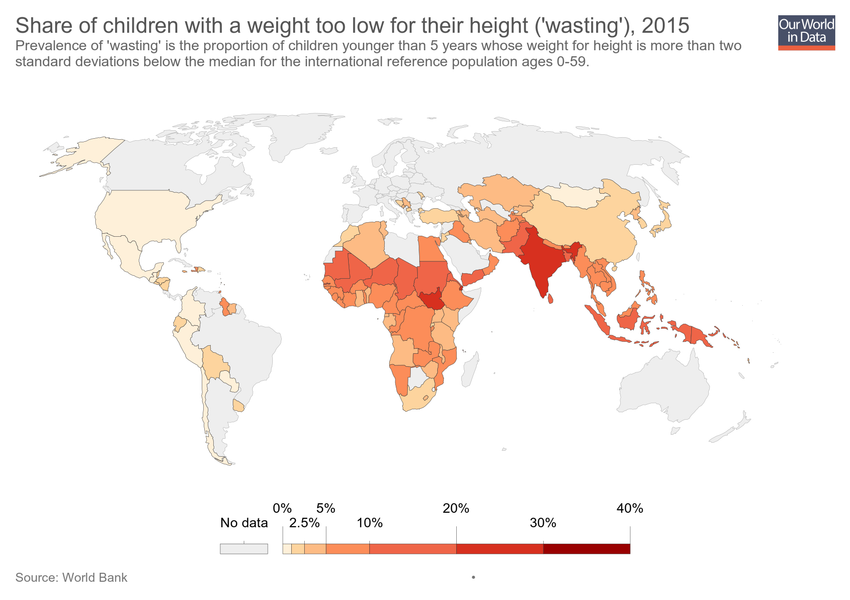 Share of children with a weight too low for their height ('wasting'), 2015
Our World
in Data
Prevalence of 'wasting' is the proportion of children younger than 5 years whose weight for height is more than two
standard deviations below the median for the international reference population ages 0-59.
0% 5% 20% 40%
No data 2.5% 10% 30%
Source: World Bank